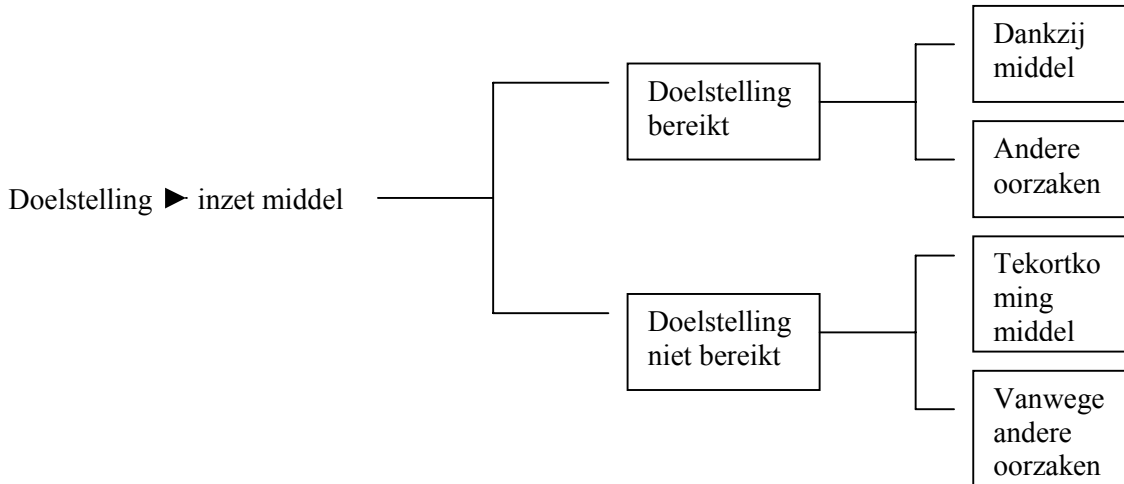 Doelstelling ► inzet middel
Doelstelling
bereikt
Dankzij
middel
Andere
oorzaken
Doelstelling
niet bereikt
Tekortko
ming
middel
Vanwege
andere
oorzaken